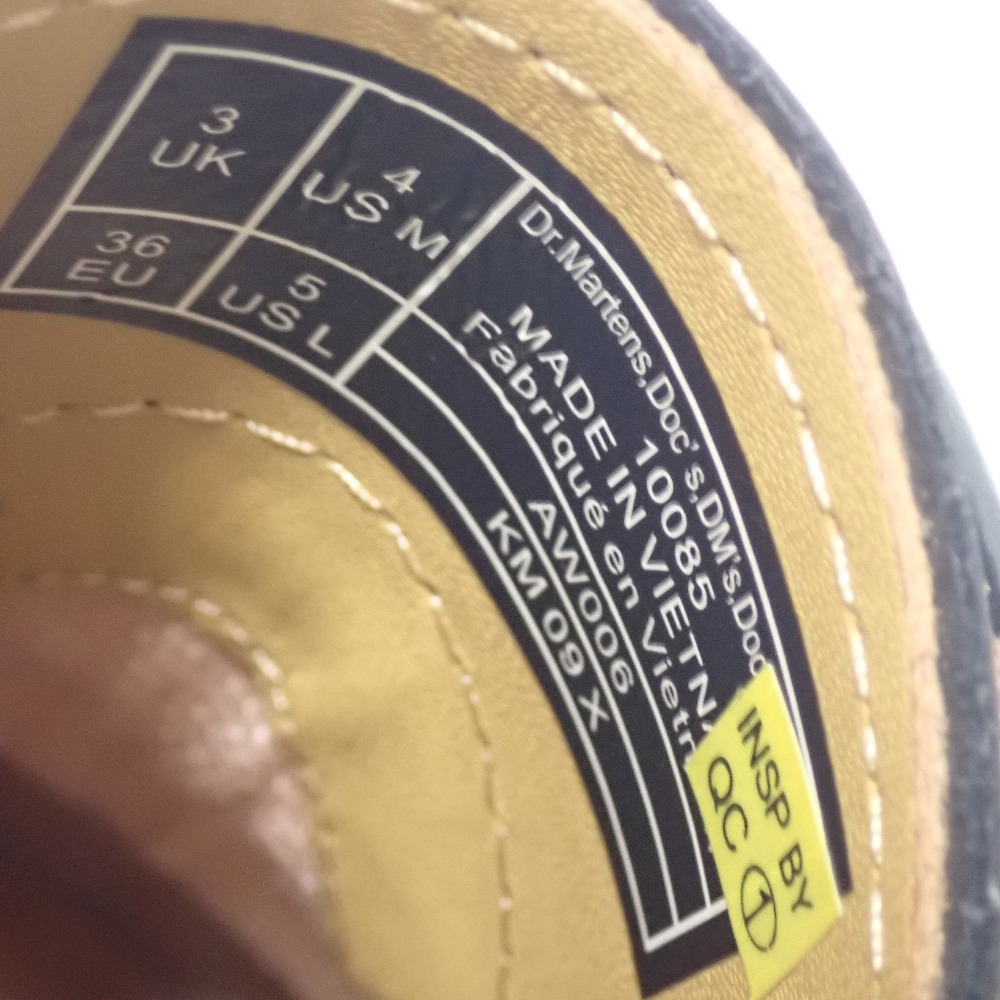 3
UK
4
US M
36
EU
5
US L
Dr.Martens,Doc's,DM's,Doc
10085
MADE IN VIETN
Fabriqué en Vietn
AW006
KM 09 X
INSP BY
QC 1